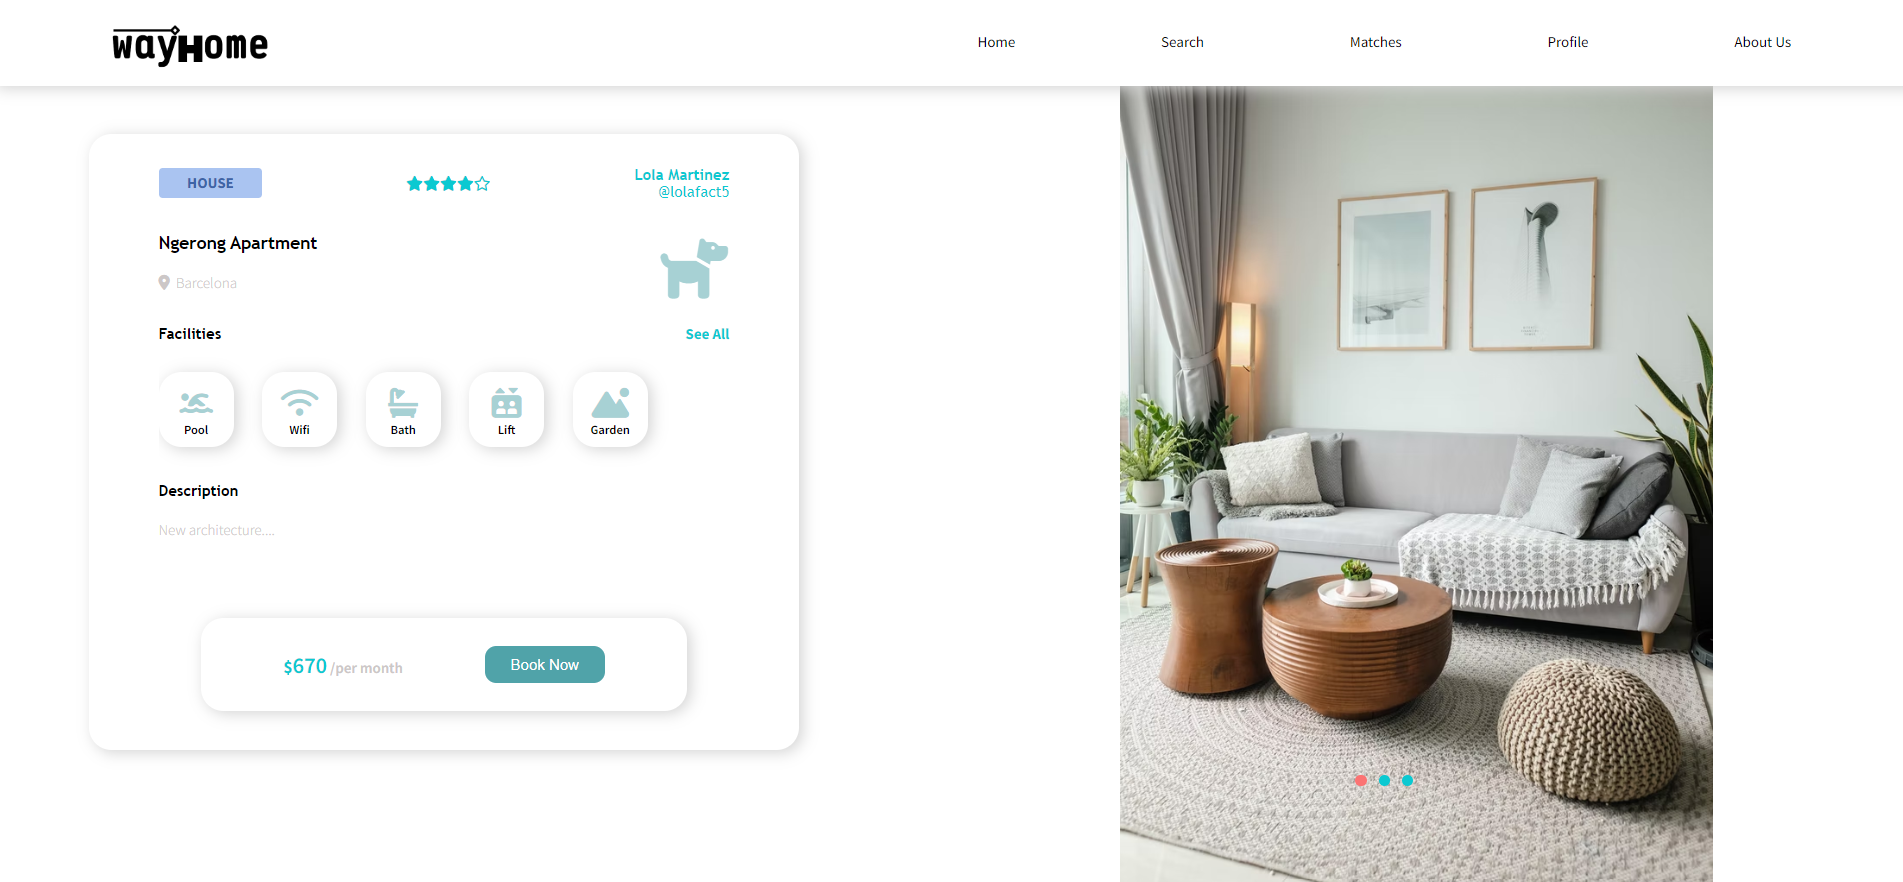 wayHome
Home
Search
Matches
Profile
About Us
HOUSE
Lola Martinez
@lolafact5
Ngerong Apartment
Barcelona
Facilities
See All
Pool
Wifi
Bath
Lift
Garden
Description
New architecture....
$670 /per month
Book Now